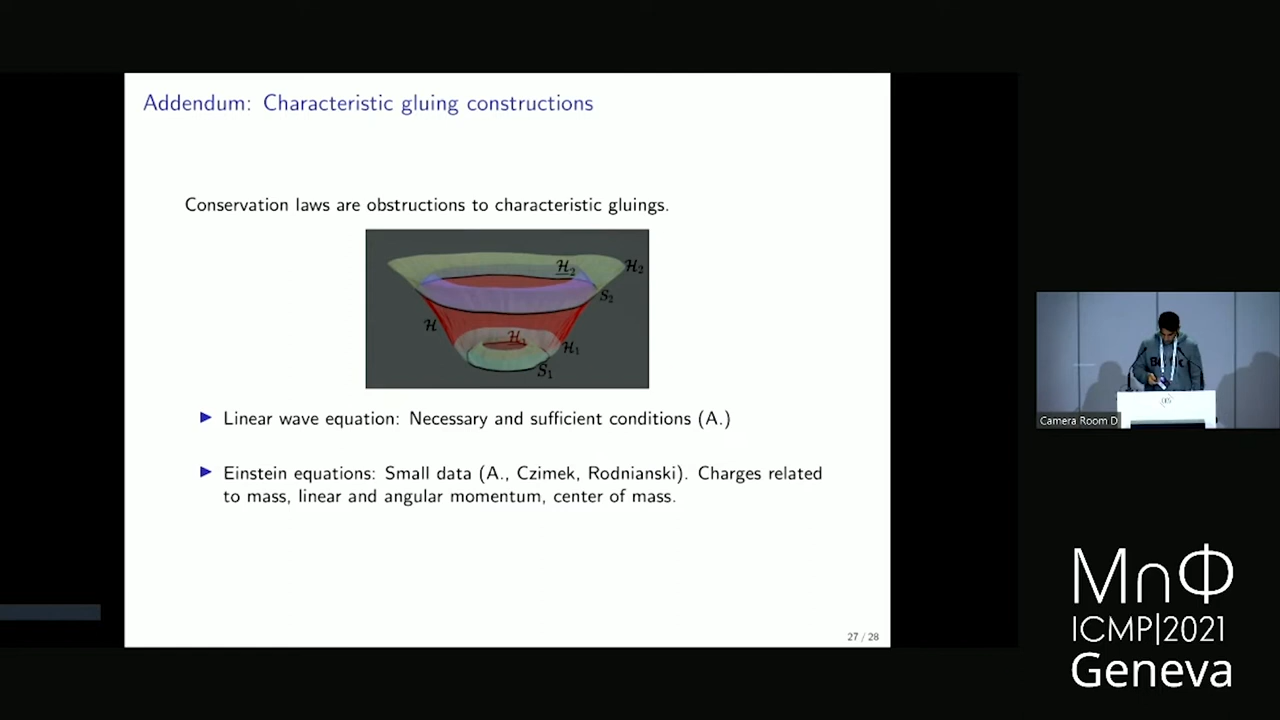 Addendum: Characteristic gluing constructions
Conservation laws are obstructions to characteristic gluings.
H̲₂ H₂
S₂
H
H₁
S₁
▶ Linear wave equation: Necessary and sufficient conditions (A.)
▶ Einstein equations: Small data (A., Czimek, Rodnianski). Charges related
to mass, linear and angular momentum, center of mass.
27 / 28
Camera Room D
MnΦ
ICMP|2021
Geneva